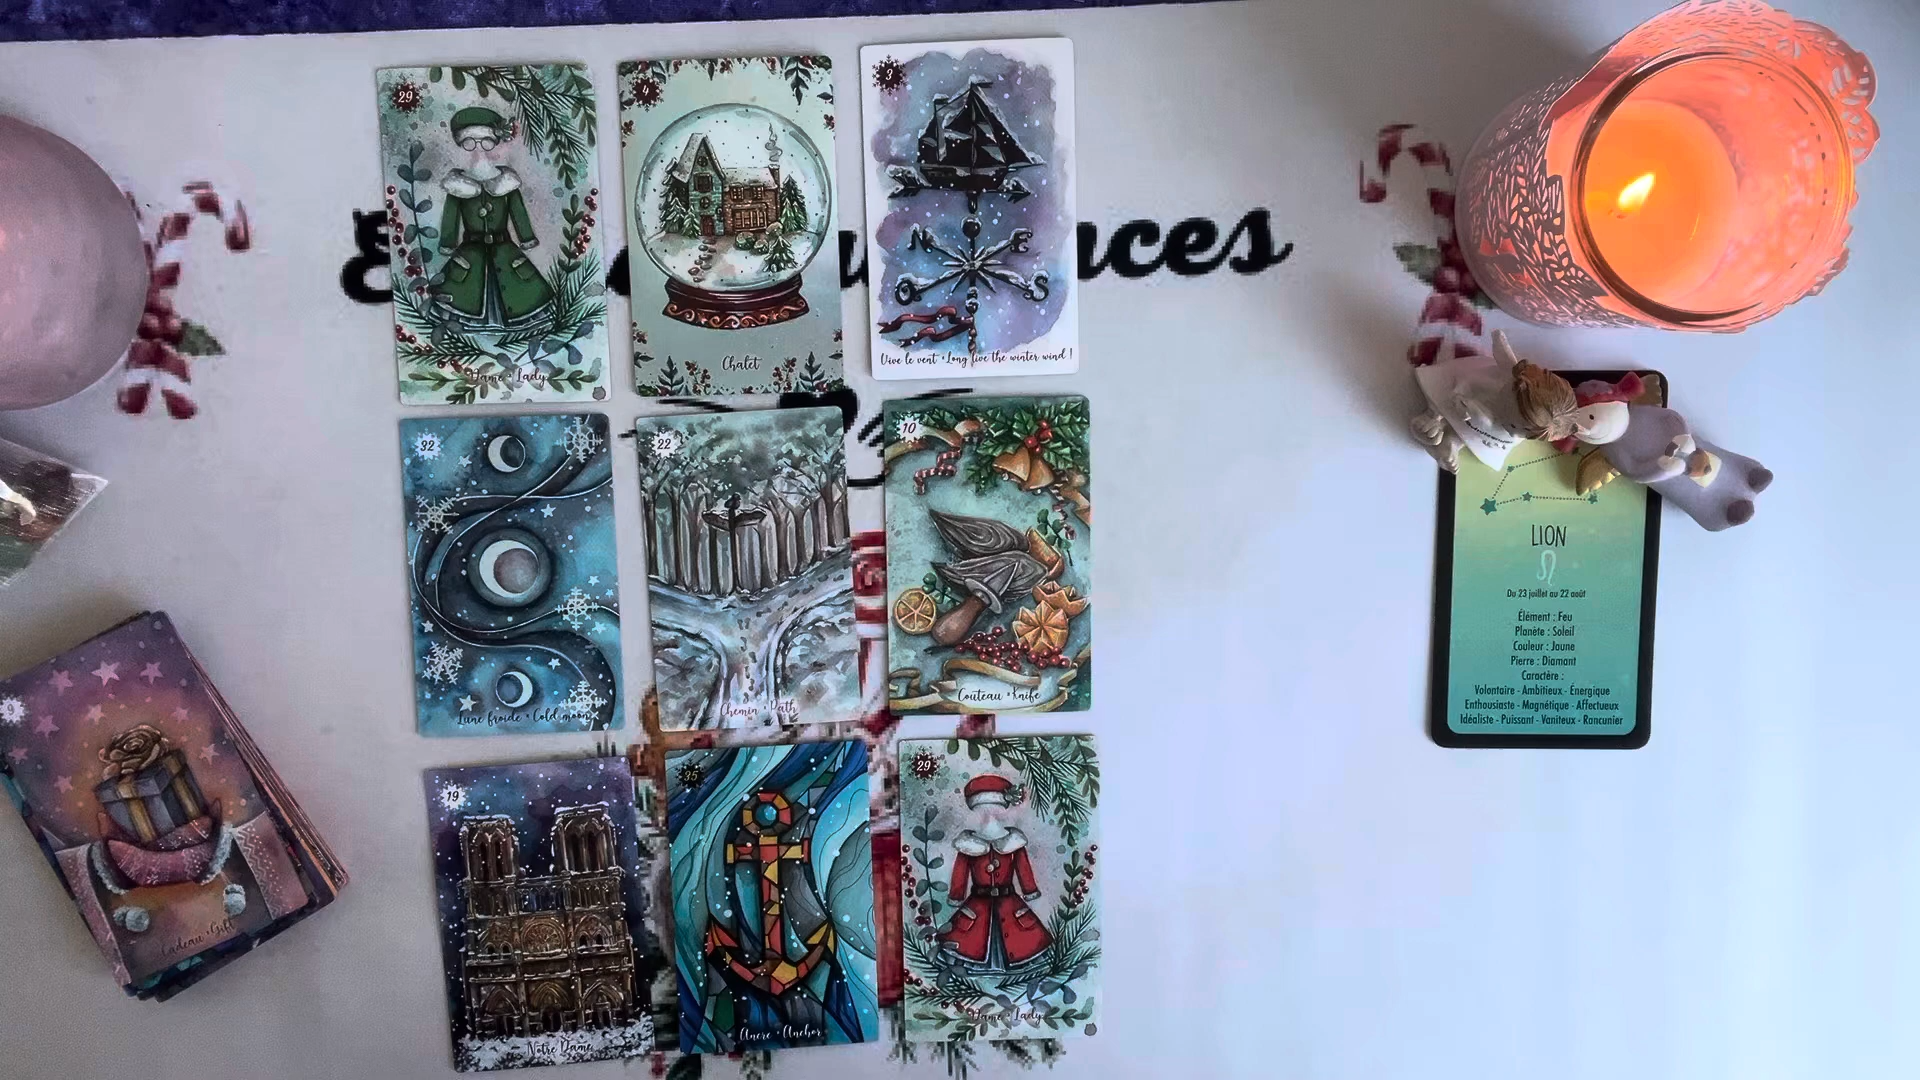 29
Dame • Lady
4
Chalet
3
N E
O S
Vive le vent • Long live the winter wind !
ces
32
Lune froide • Cold moon
22
Chemin • Path
10
Couteau • Knife
19
Notre Dame
35
Ancre • Anchor
29
Dame • Lady
9
Cadeau • Gift
LION
♌
Du 23 juillet au 22 août
Élément : Feu
Planète : Soleil
Couleur : Jaune
Pierre : Diamant
Caractère :
Volontaire - Ambitieux - Énergique
Enthousiaste - Magnétique - Affectueux
Idéaliste - Puissant - Vaniteux - Rancunier